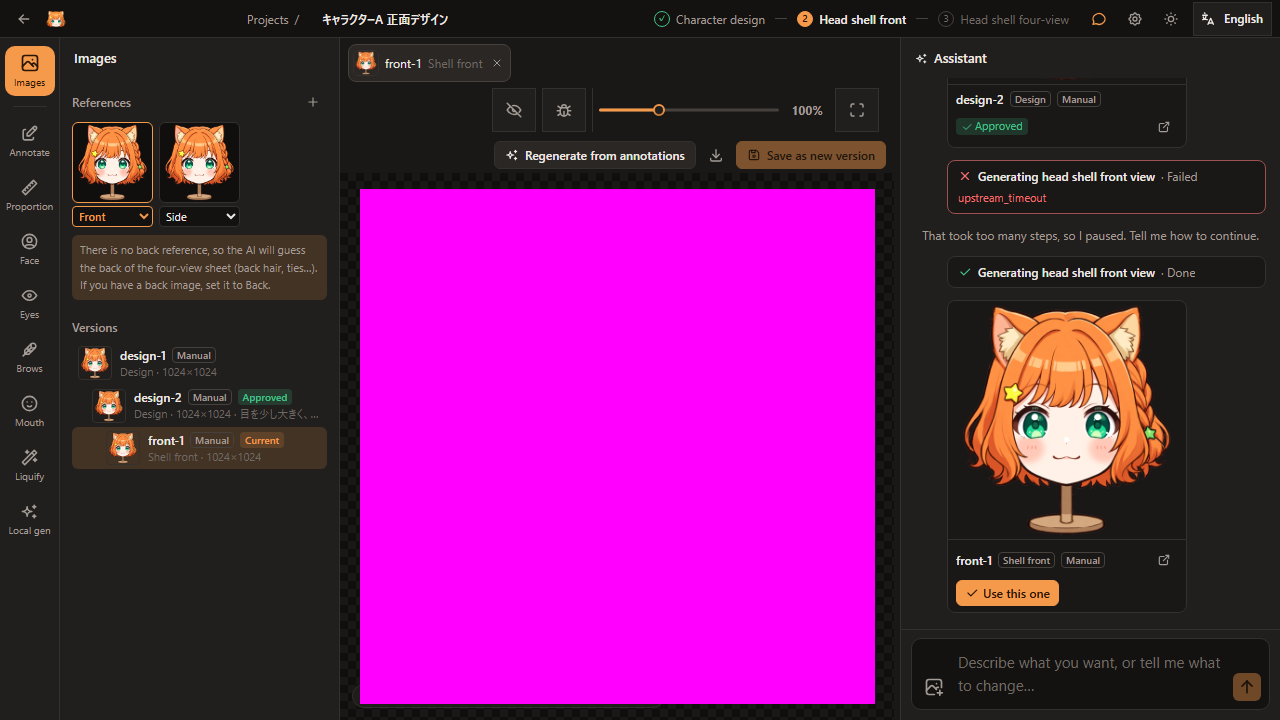 Projects /
キャラクターA 正面デザイン
Character design
2 Head shell front
3 Head shell four-view
English
Images
Annotate
Proportion
Face
Eyes
Brows
Mouth
Liquify
Local gen
Images
References
Front
Side
There is no back reference, so the AI will guess
the back of the four-view sheet (back hair, ties...).
If you have a back image, set it to Back.
Versions
design-1 Manual
Design · 1024×1024
design-2 Manual Approved
Design · 1024×1024 · 目を少し大きく、...
front-1 Manual Current
Shell front · 1024×1024
front-1 Shell front
100%
Regenerate from annotations
Save as new version
Assistant
design-2 Design Manual
Approved
Generating head shell front view · Failed
upstream_timeout
That took too many steps, so I paused. Tell me how to continue.
Generating head shell front view · Done
front-1 Shell front Manual
Use this one
Describe what you want, or tell me what
to change...